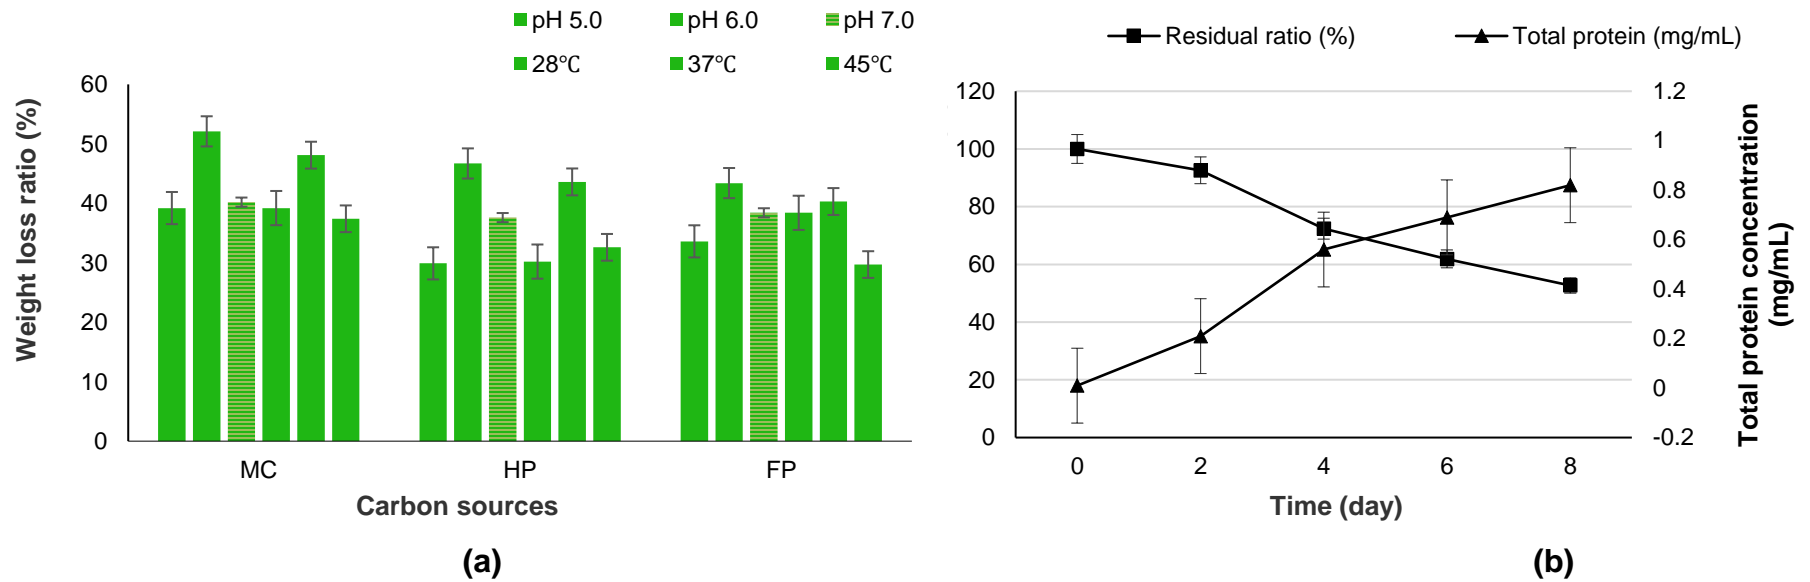 pH 5.0 pH 6.0 pH 7.0
28℃ 37℃ 45℃
Weight loss ratio (%)
60
50
40
30
20
10
0
MC HP FP
Carbon sources
(a)
Residual ratio (%) Total protein (mg/mL)
120
100
80
60
40
20
0
1.2
1
0.8
0.6
0.4
0.2
0
-0.2
Total protein concentration
(mg/mL)
0 2 4 6 8
Time (day)
(b)